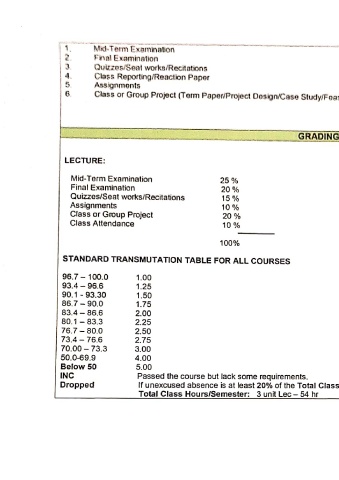 1. Mid-Term Examination
2. Final Examination
3. Quizzes/Seat works/Recitations
4. Class Reporting/Reaction Paper
5. Assignments
6. Class or Group Project (Term Paper/Project Design/Case Study/Feas
GRADING
LECTURE:
Mid-Term Examination 25 %
Final Examination 20 %
Quizzes/Seat works/Recitations 15 %
Assignments 10 %
Class or Group Project 20 %
Class Attendance 10 %
100%
STANDARD TRANSMUTATION TABLE FOR ALL COURSES
96.7 – 100.0 1.00
93.4 – 96.6 1.25
90.1 - 93.30 1.50
86.7 – 90.0 1.75
83.4 – 86.6 2.00
80.1 – 83.3 2.25
76.7 – 80.0 2.50
73.4 – 76.6 2.75
70.00 – 73.3 3.00
50.0-69.9 4.00
Below 50 5.00
INC Passed the course but lack some requirements.
Dropped If unexcused absence is at least 20% of the Total Class
Total Class Hours/Semester: 3 unit Lec – 54 hr